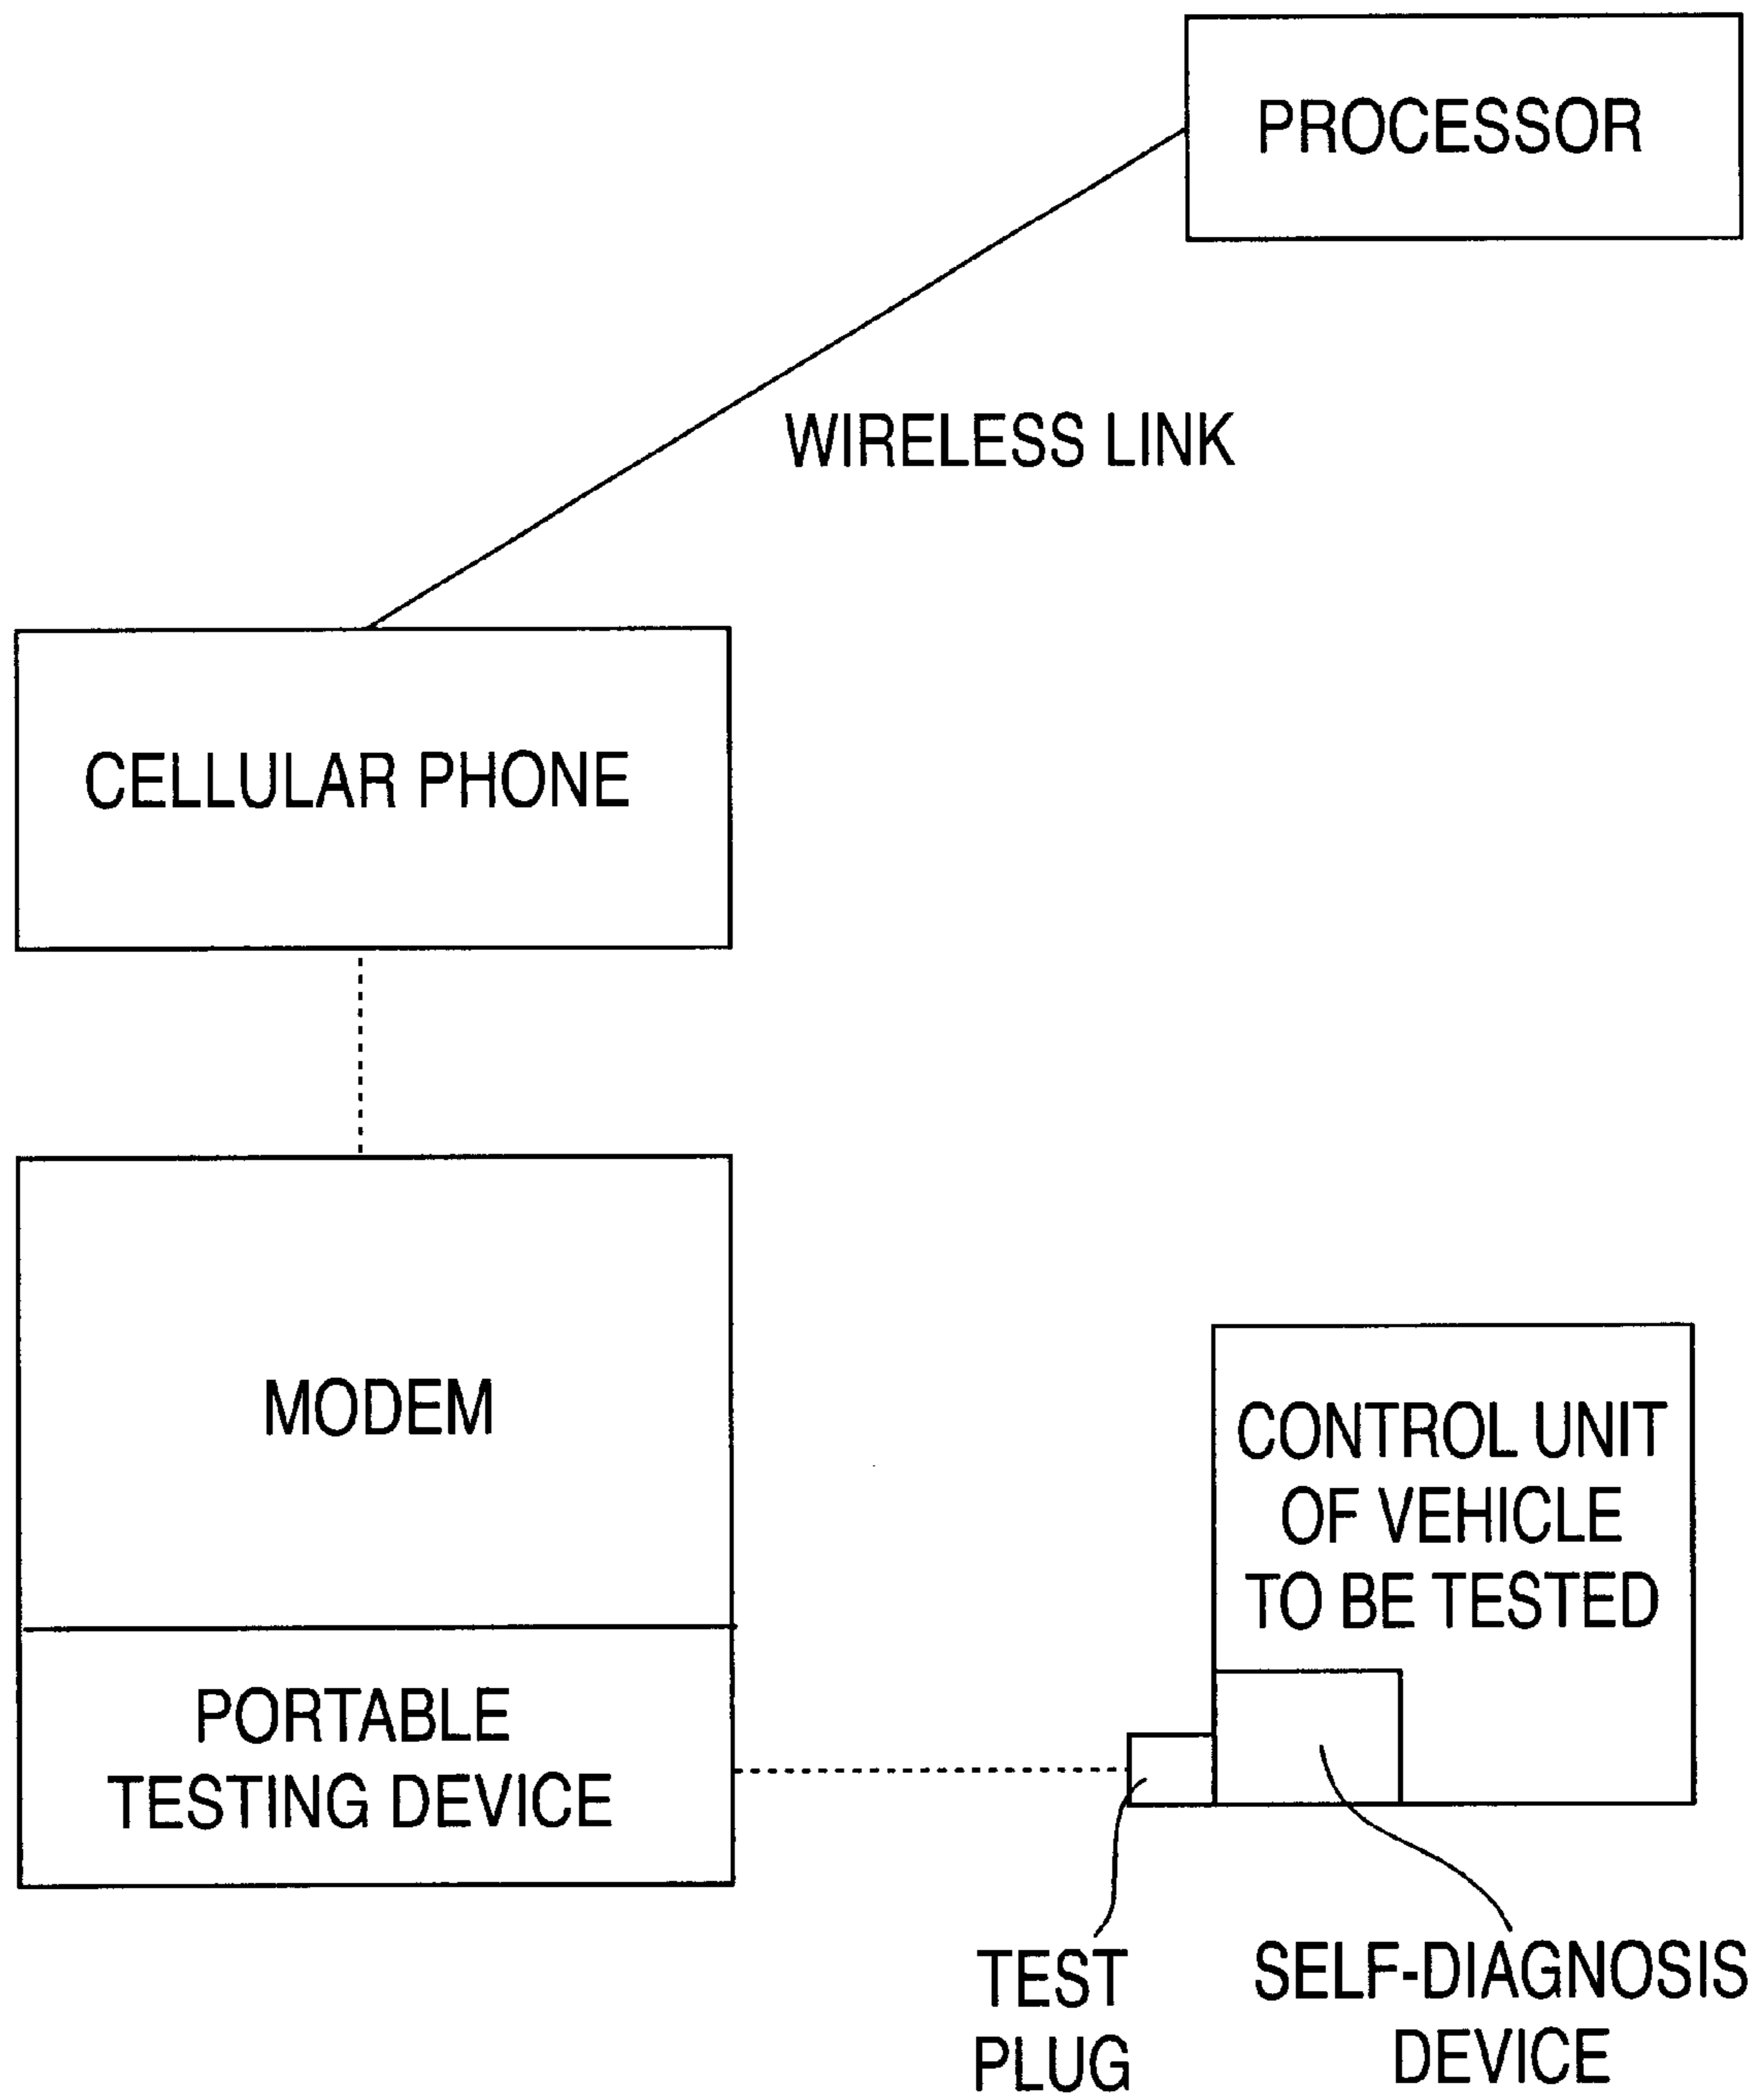 PROCESSOR
WIRELESS LINK
CELLULAR PHONE
MODEM
CONTROL UNIT
OF VEHICLE
TO BE TESTED
PORTABLE
TESTING DEVICE
TEST
PLUG
SELF-DIAGNOSIS
DEVICE